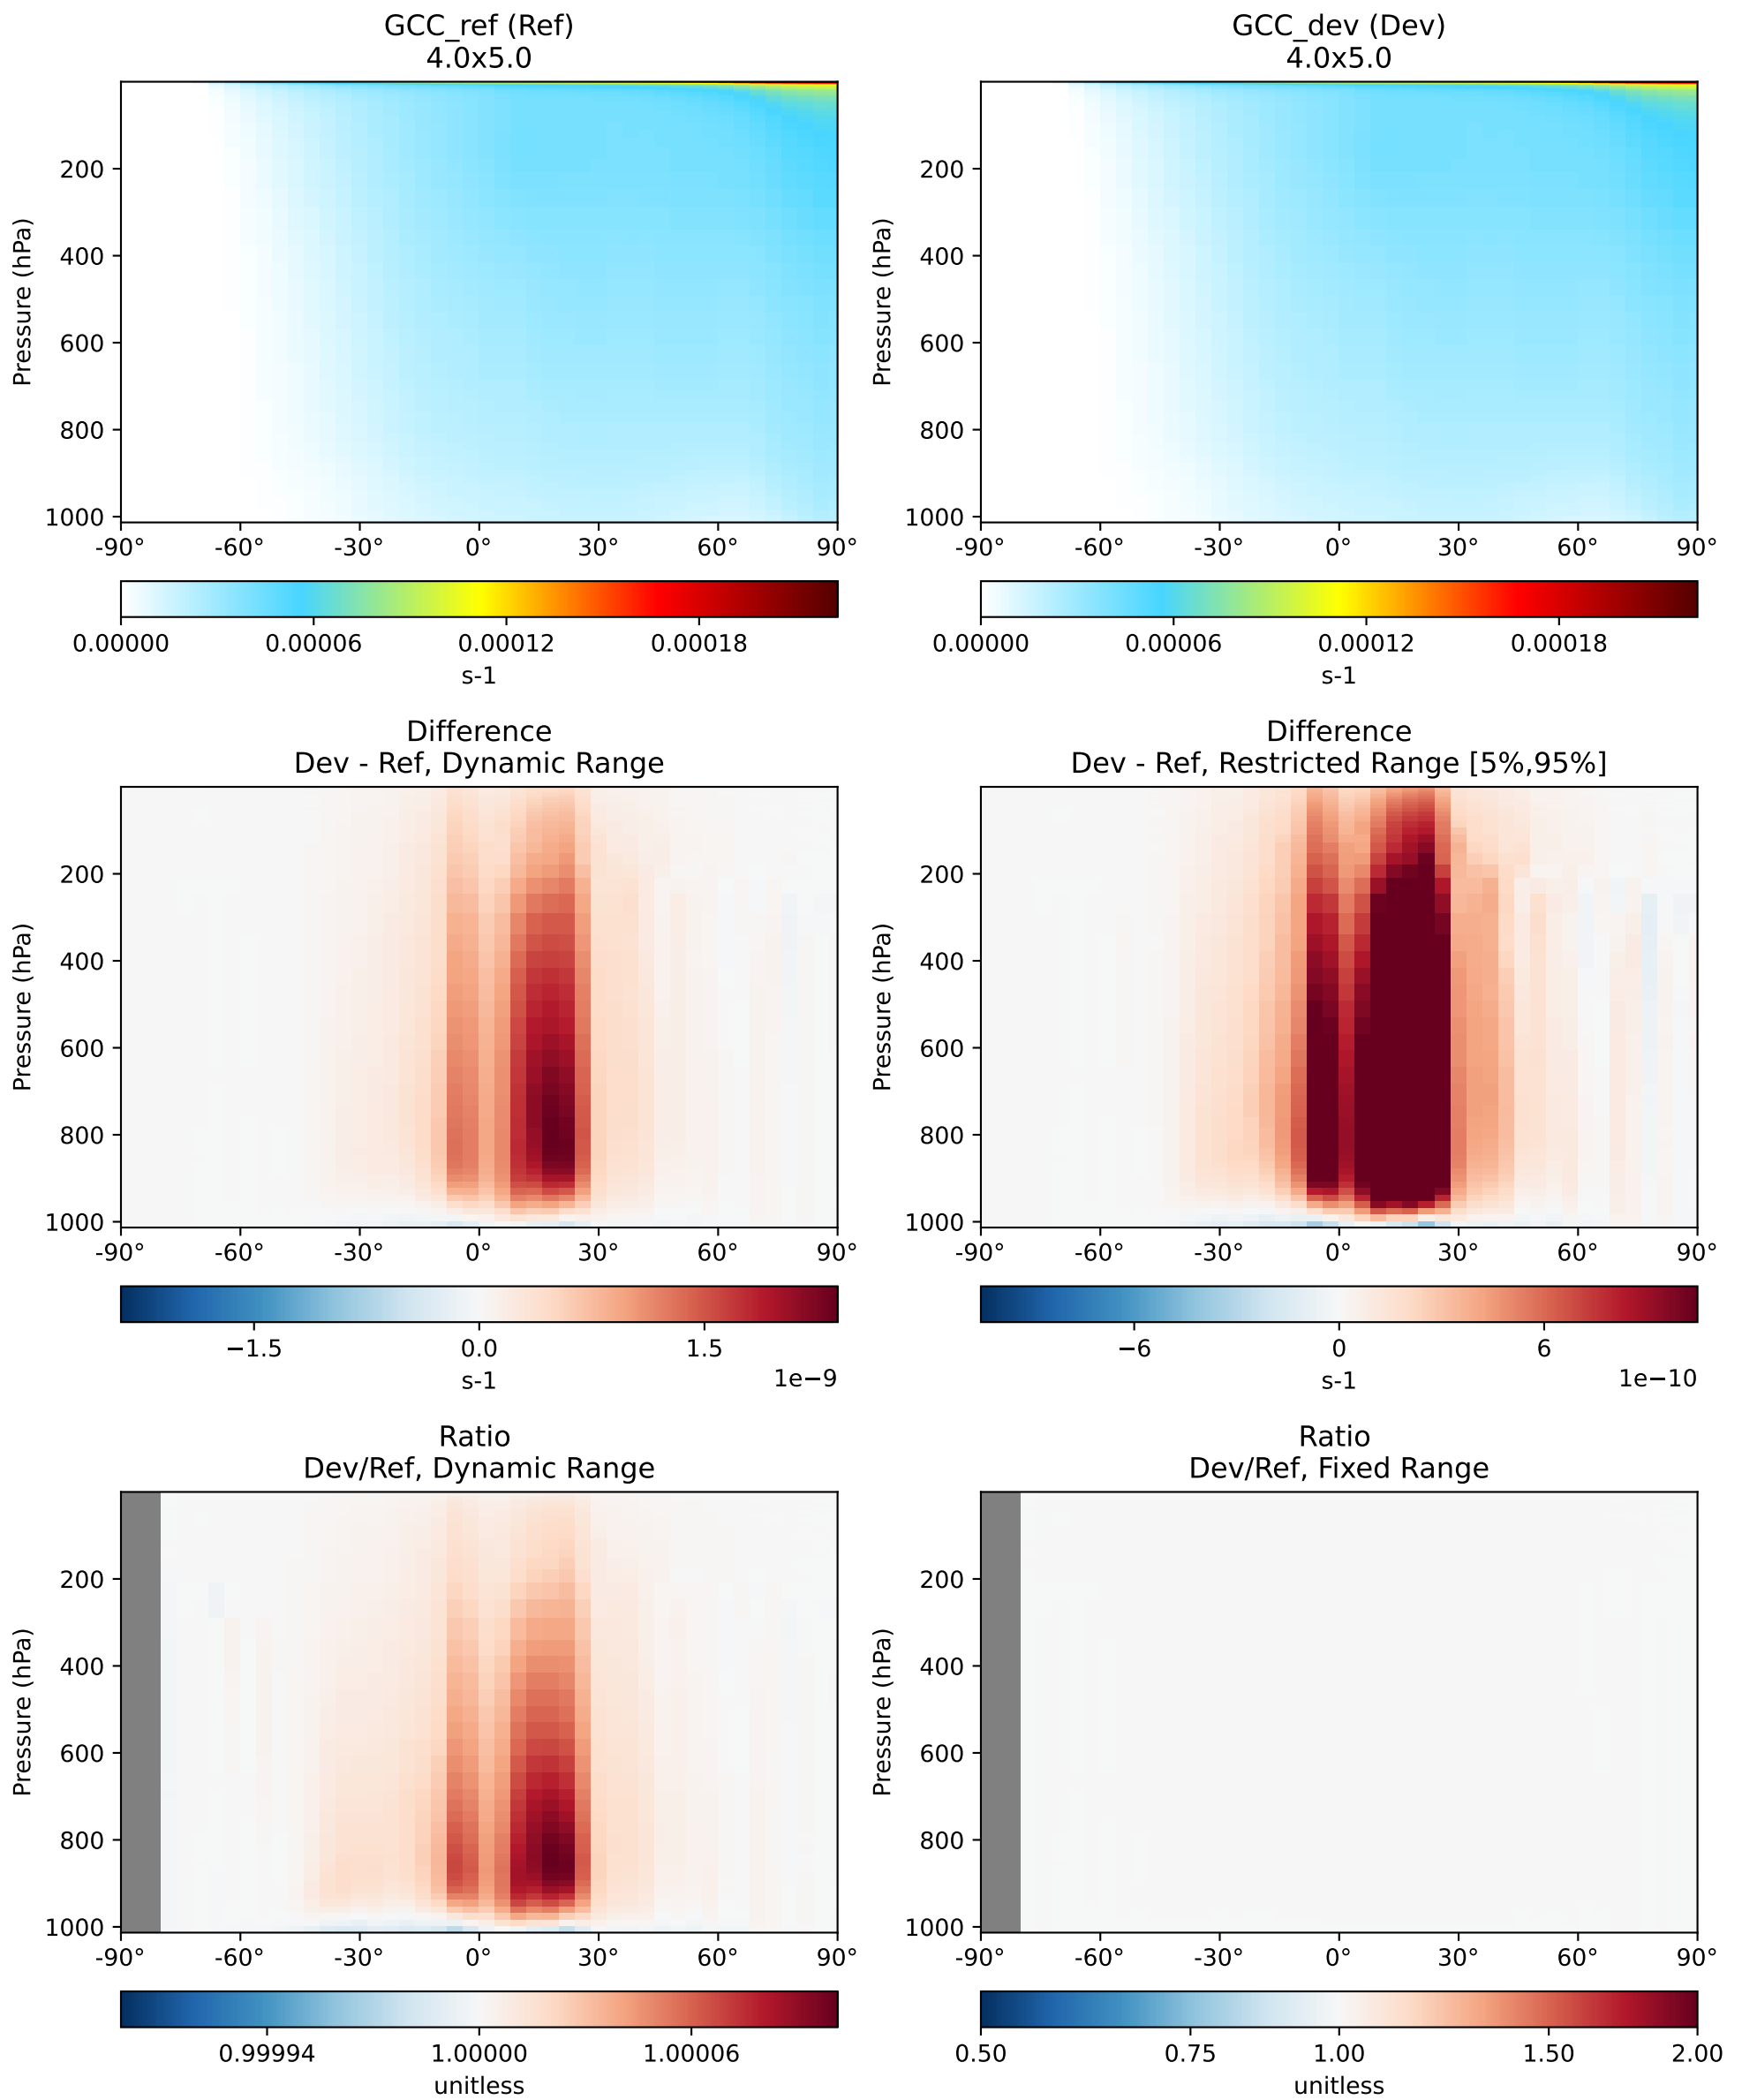 GCC_ref (Ref)
4.0x5.0
Pressure (hPa)
200
400
600
800
1000
-90° -60° -30° 0° 30° 60° 90°
0.00000 0.00006 0.00012 0.00018
s-1
GCC_dev (Dev)
4.0x5.0
Pressure (hPa)
200
400
600
800
1000
-90° -60° -30° 0° 30° 60° 90°
0.00000 0.00006 0.00012 0.00018
s-1
Difference
Dev - Ref, Dynamic Range
Pressure (hPa)
200
400
600
800
1000
-90° -60° -30° 0° 30° 60° 90°
−1.5 0.0 1.5
s-1
1e−9
Difference
Dev - Ref, Restricted Range [5%,95%]
Pressure (hPa)
200
400
600
800
1000
-90° -60° -30° 0° 30° 60° 90°
−6 0 6
s-1
1e−10
Ratio
Dev/Ref, Dynamic Range
Pressure (hPa)
200
400
600
800
1000
-90° -60° -30° 0° 30° 60° 90°
0.99994 1.00000 1.00006
unitless
Ratio
Dev/Ref, Fixed Range
Pressure (hPa)
200
400
600
800
1000
-90° -60° -30° 0° 30° 60° 90°
0.50 0.75 1.00 1.50 2.00
unitless